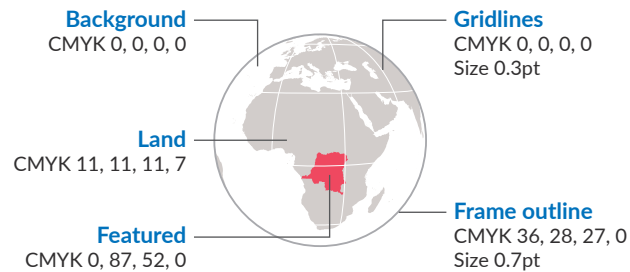 Background
CMYK 0, 0, 0, 0
Gridlines
CMYK 0, 0, 0, 0
Size 0.3pt
Land
CMYK 11, 11, 11, 7
Featured
CMYK 0, 87, 52, 0
Frame outline
CMYK 36, 28, 27, 0
Size 0.7pt